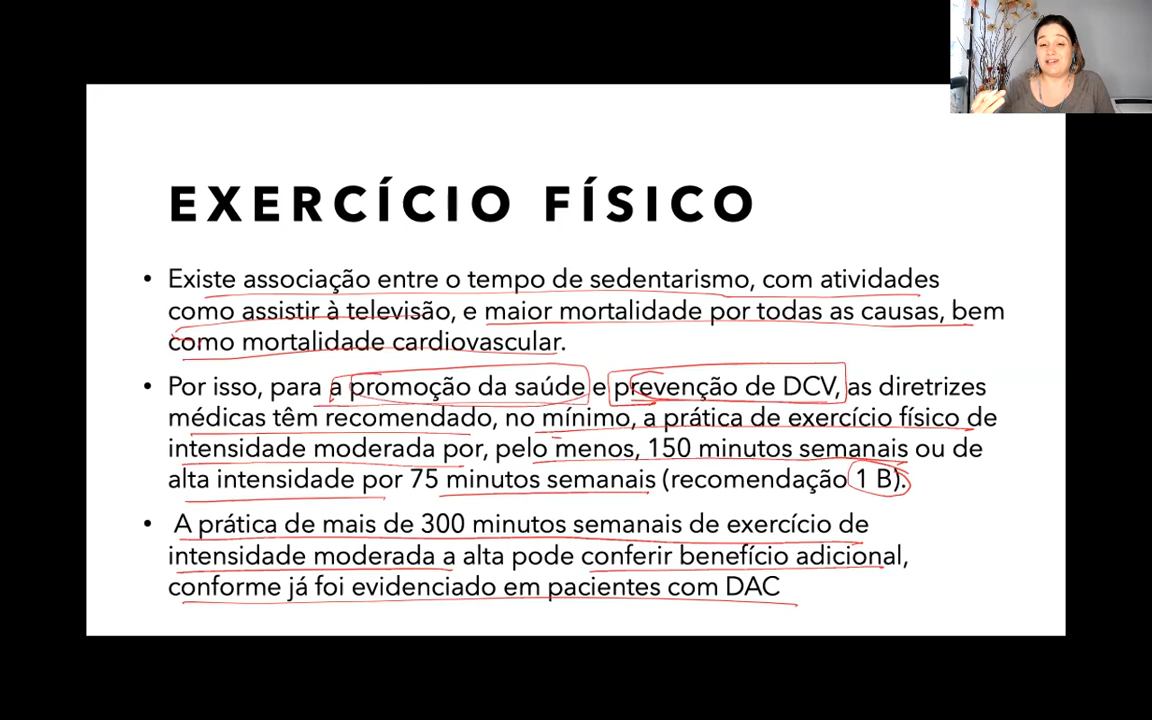 EXERCÍCIO FÍSICO
• Existe associação entre o tempo de sedentarismo, com atividades
como assistir à televisão, e maior mortalidade por todas as causas, bem
como mortalidade cardiovascular.
• Por isso, para a promoção da saúde e prevenção de DCV, as diretrizes
médicas têm recomendado, no mínimo, a prática de exercício físico de
intensidade moderada por, pelo menos, 150 minutos semanais ou de
alta intensidade por 75 minutos semanais (recomendação 1 B).
• A prática de mais de 300 minutos semanais de exercício de
intensidade moderada a alta pode conferir benefício adicional,
conforme já foi evidenciado em pacientes com DAC